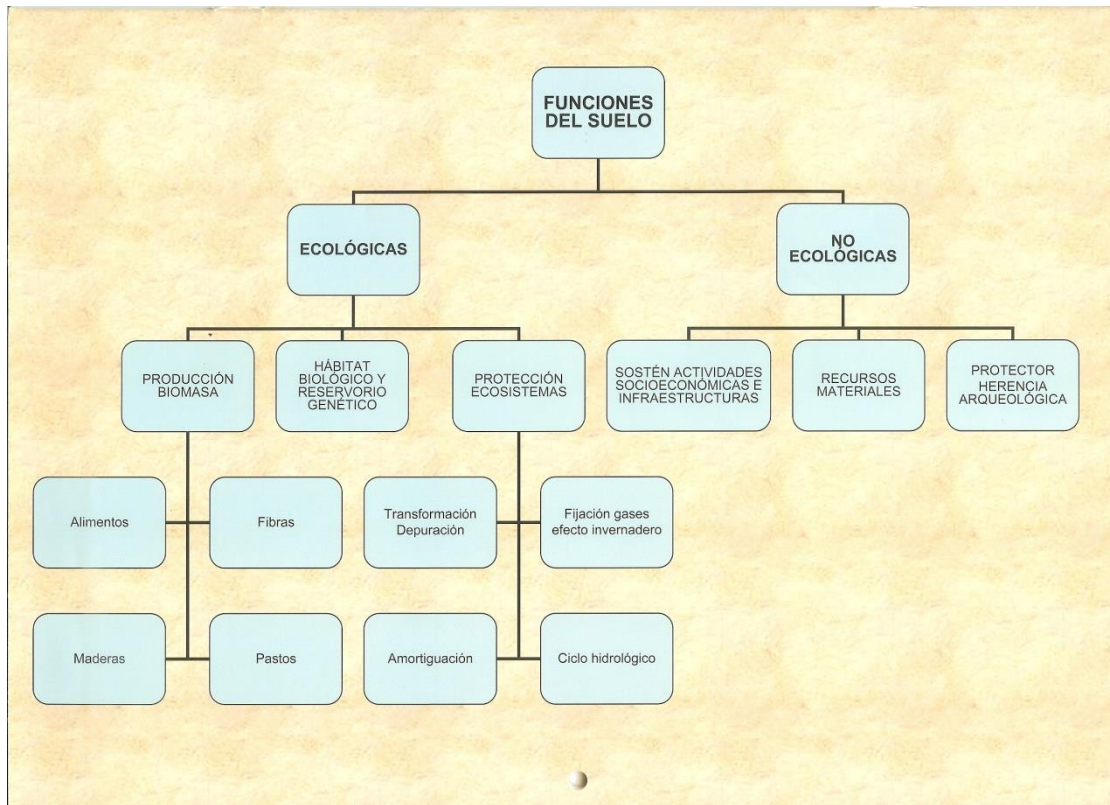 FUNCIONES
DEL SUELO
ECOLÓGICAS
NO
ECOLÓGICAS
PRODUCCIÓN
BIOMASA
HÁBITAT
BIOLÓGICO Y
RESERVORIO
GENÉTICO
PROTECCIÓN
ECOSISTEMAS
SOSTÉN ACTIVIDADES
SOCIOECONÓMICAS E
INFRAESTRUCTURAS
RECURSOS
MATERIALES
PROTECTOR
HERENCIA
ARQUEOLÓGICA
Alimentos
Fibras
Transformación
Depuración
Fijación gases
efecto invernadero
Maderas
Pastos
Amortiguación
Ciclo hidrológico